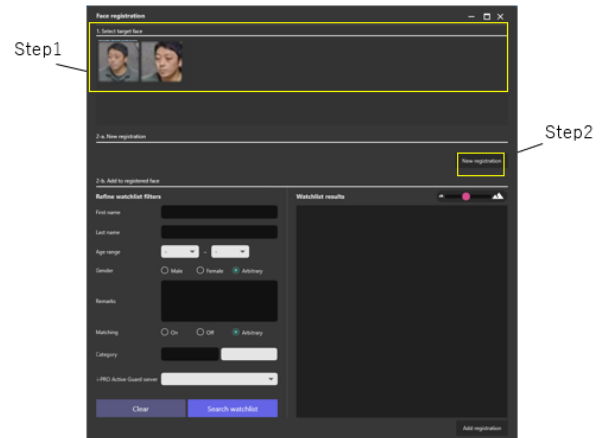 Face registration
1. Select target face
Step1
Step2
2-a. New registration
New registration
2-b. Add to registered face
Refine watchlist filters
Watchlist results
First name
Last name
Age range - ~ -
Gender Male Female Arbitrary
Remarks
Matching On Off Arbitrary
Category
i-PRO Active Guard server
Clear Search watchlist
Add registration